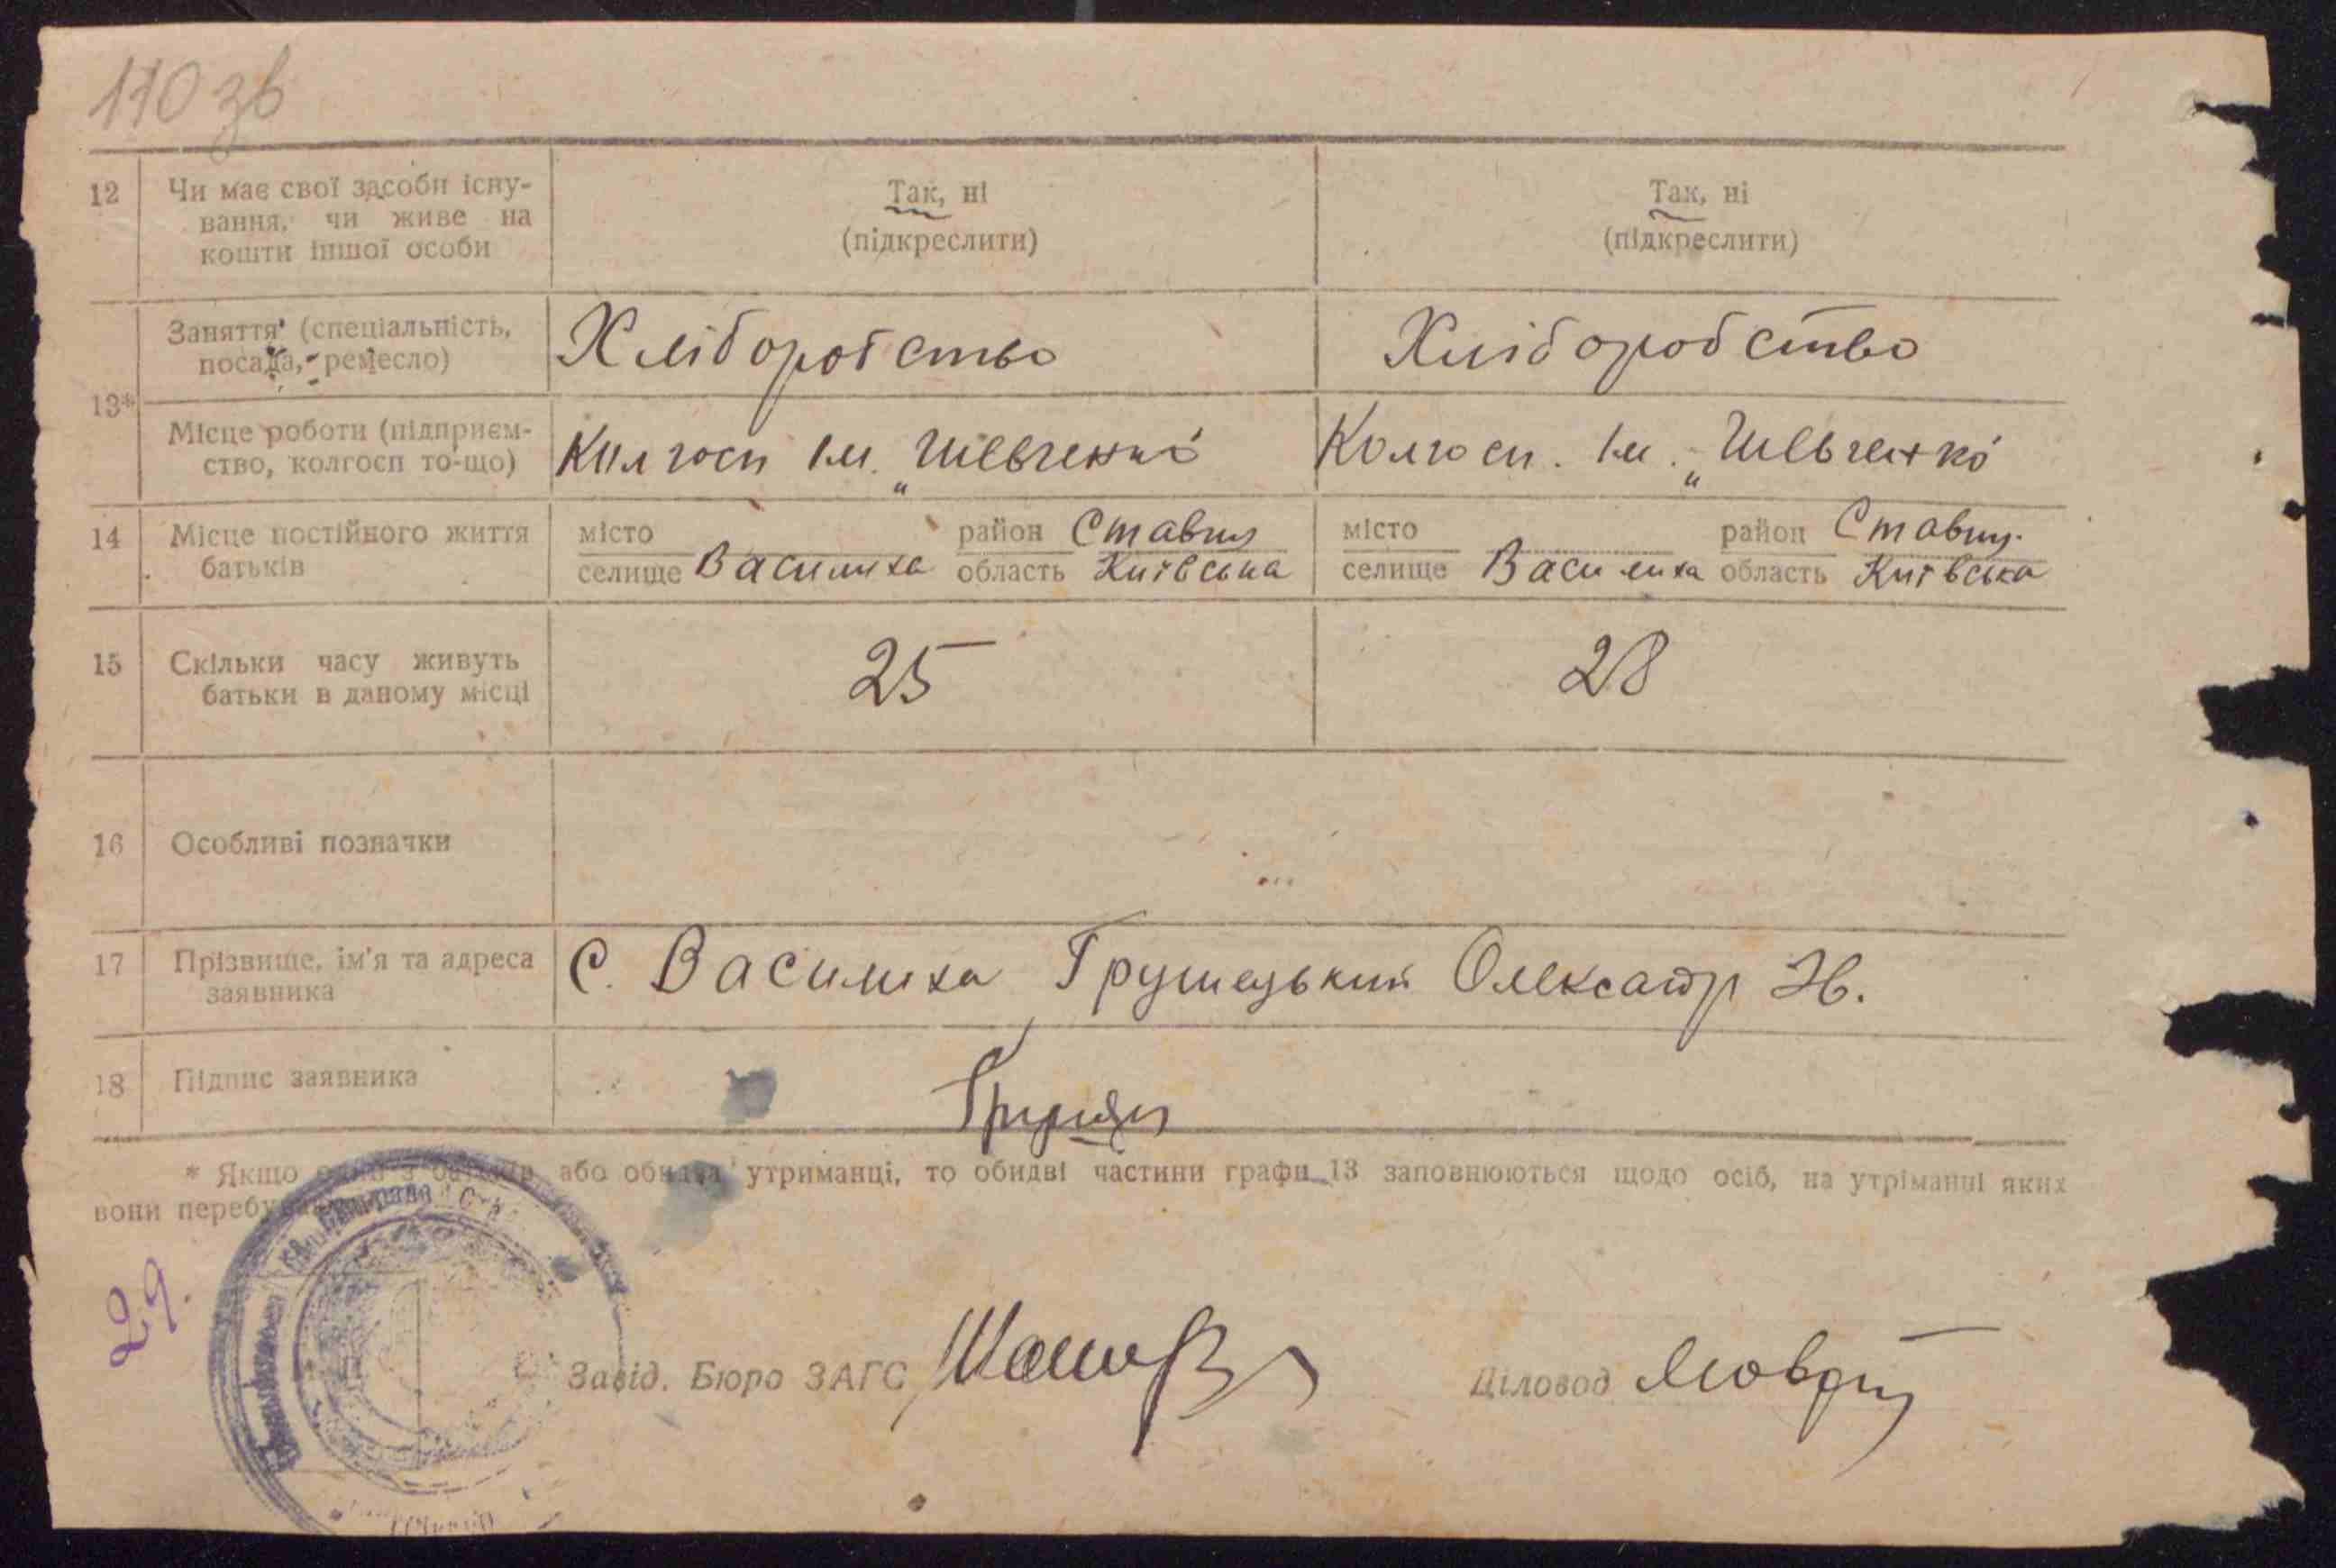 110 зв
12 Чи має свої засоби існу- Так, ні Так, ні
вання, чи живе на (підкреслити) (підкреслити)
кошти іншої особи
13* Заняття (спеціальність, Хліборобство Хліборобство
посада, ремесло)
Місце роботи (підприєм- Колгосп ім. „Шевченко Колгосп. ім. „Шевченко
ство, колгосп то-що)
14 Місце постійного життя місто район Ставищ місто район Ставищ.
батьків селище Василиха область Київська селище Василиха область Київська
15 Скільки часу живуть 25 28
батьки в даному місці
16 Особливі позначки
17 Прізвище, ім'я та адреса С. Василиха Грушецький Олександр Н.
заявника
18 Підпис заявника
* Якщо один з батьків або обидва утриманці, то обидві частини графи 13 заповнюються щодо осіб, на утріманні яких
вони перебувають
29.
Завід. Бюро ЗАГС Діловод